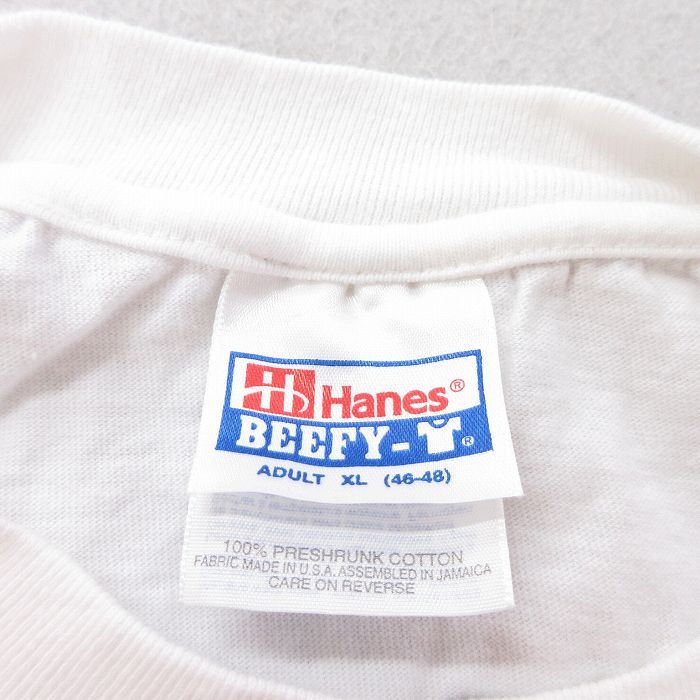 Hanes®
BEEFY-®
ADULT XL (46-48)
100% PRESHRUNK COTTON
FABRIC MADE IN U.S.A. ASSEMBLED IN JAMAICA
CARE ON REVERSE